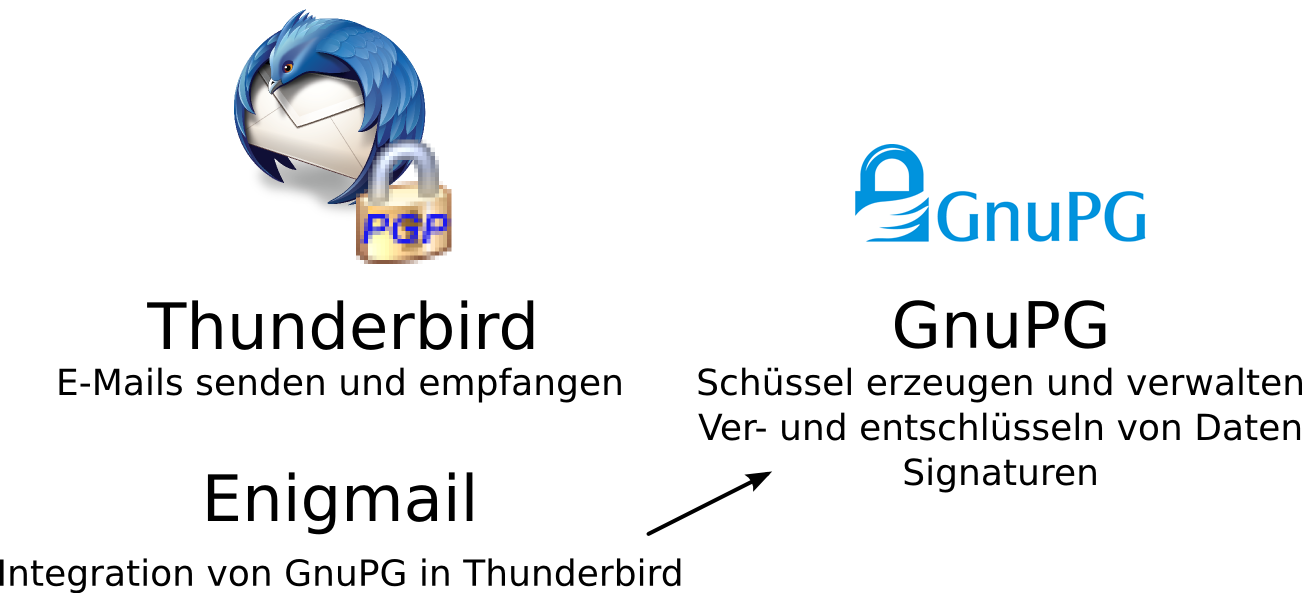 PGP
GnuPG
Thunderbird
E-Mails senden und empfangen
GnuPG
Schüssel erzeugen und verwalten
Ver- und entschlüsseln von Daten
Signaturen
Enigmail
Integration von GnuPG in Thunderbird